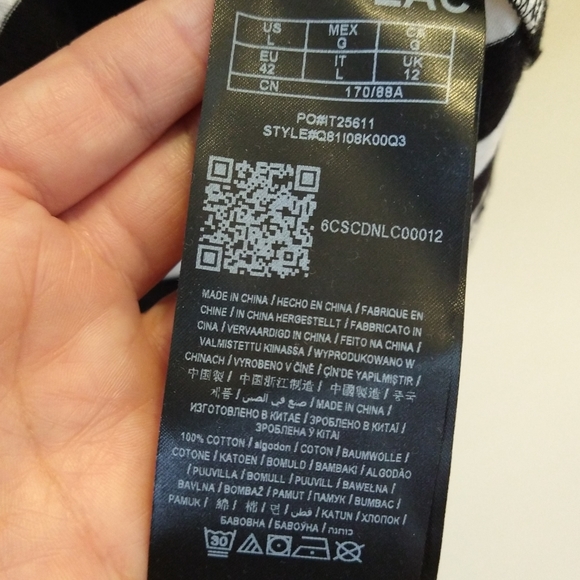 EAC
US MEX CA
L G G
EU IT UK
42 L 12
CN 170/88A
PO#IT25611
STYLE#Q81I08K00Q3
6CSCDNLC00012
MADE IN CHINA / HECHO EN CHINA / FABRIQUE EN
CHINE / IN CHINA HERGESTELLT / FABBRICATO IN
CINA / VERVAARDIGD IN CHINA / FEITO NA CHINA /
VALMISTETTU KIINASSA / WYPRODUKOWANO W
CHINACH / VYROBENO V ČÍNĚ / ÇİN'DE YAPILMIŞTIR /
中国製 / 中国浙江制造 / 中國製造 / 중국
제품 / صنع في الصين / MADE IN CHINA /
ИЗГОТОВЛЕНО В КИТАЕ / ЗРОБЛЕНО В КИТАЇ /
ЗРОБЛЕНА Ў КІТАІ
100% COTTON / algodon / COTON / BAUMWOLLE /
COTONE / KATOEN / BOMULD / BAMBAKI / ALGODÃO
/ PUUVILLA / BOMULL / PUUVILL / BAWEŁNA /
BAVLNA / BOMBAŽ / PAMUT / ПАМУК / BUMBAC /
PAMUK / 綿 / 棉 / 면 / قطن / KATUN / ХЛОПОК /
БАВОВНА / БАВОЎНА / כותנה
30